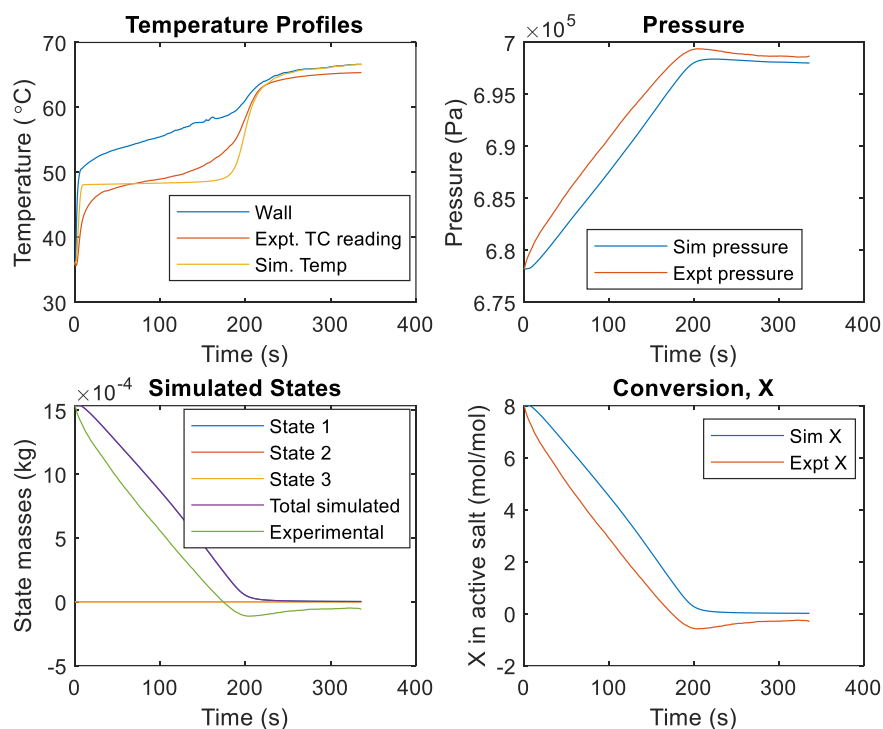 Temperature Profiles
70
60
50
40
30
Temperature (°C)
Wall
Expt. TC reading
Sim. Temp
0
100
200
300
400
Time (s)
Pressure
×10^5
7
6.95
6.9
6.85
6.8
6.75
Pressure (Pa)
Sim pressure
Expt pressure
0
100
200
300
400
Time (s)
Simulated States
×10^-4
15
10
5
0
-5
State masses (kg)
State 1
State 2
State 3
Total simulated
Experimental
0
100
200
300
400
Time (s)
Conversion, X
8
6
4
2
0
-2
X in active salt (mol/mol)
Sim X
Expt X
0
100
200
300
400
Time (s)